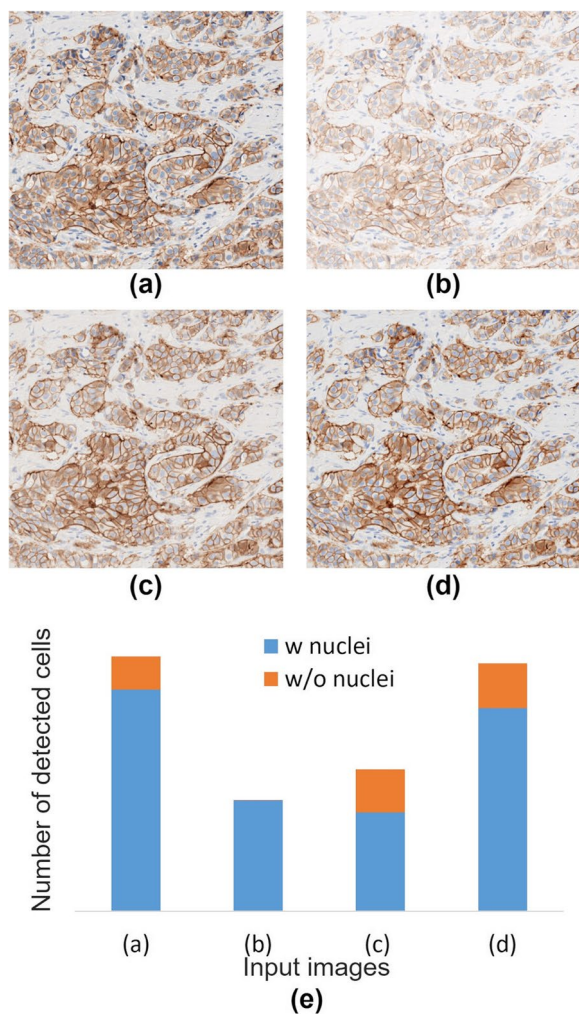 (a)
(b)
(c)
(d)
Number of detected cells
w nuclei
w/o nuclei
(a)
(b)
(c)
(d)
Input images
(e)